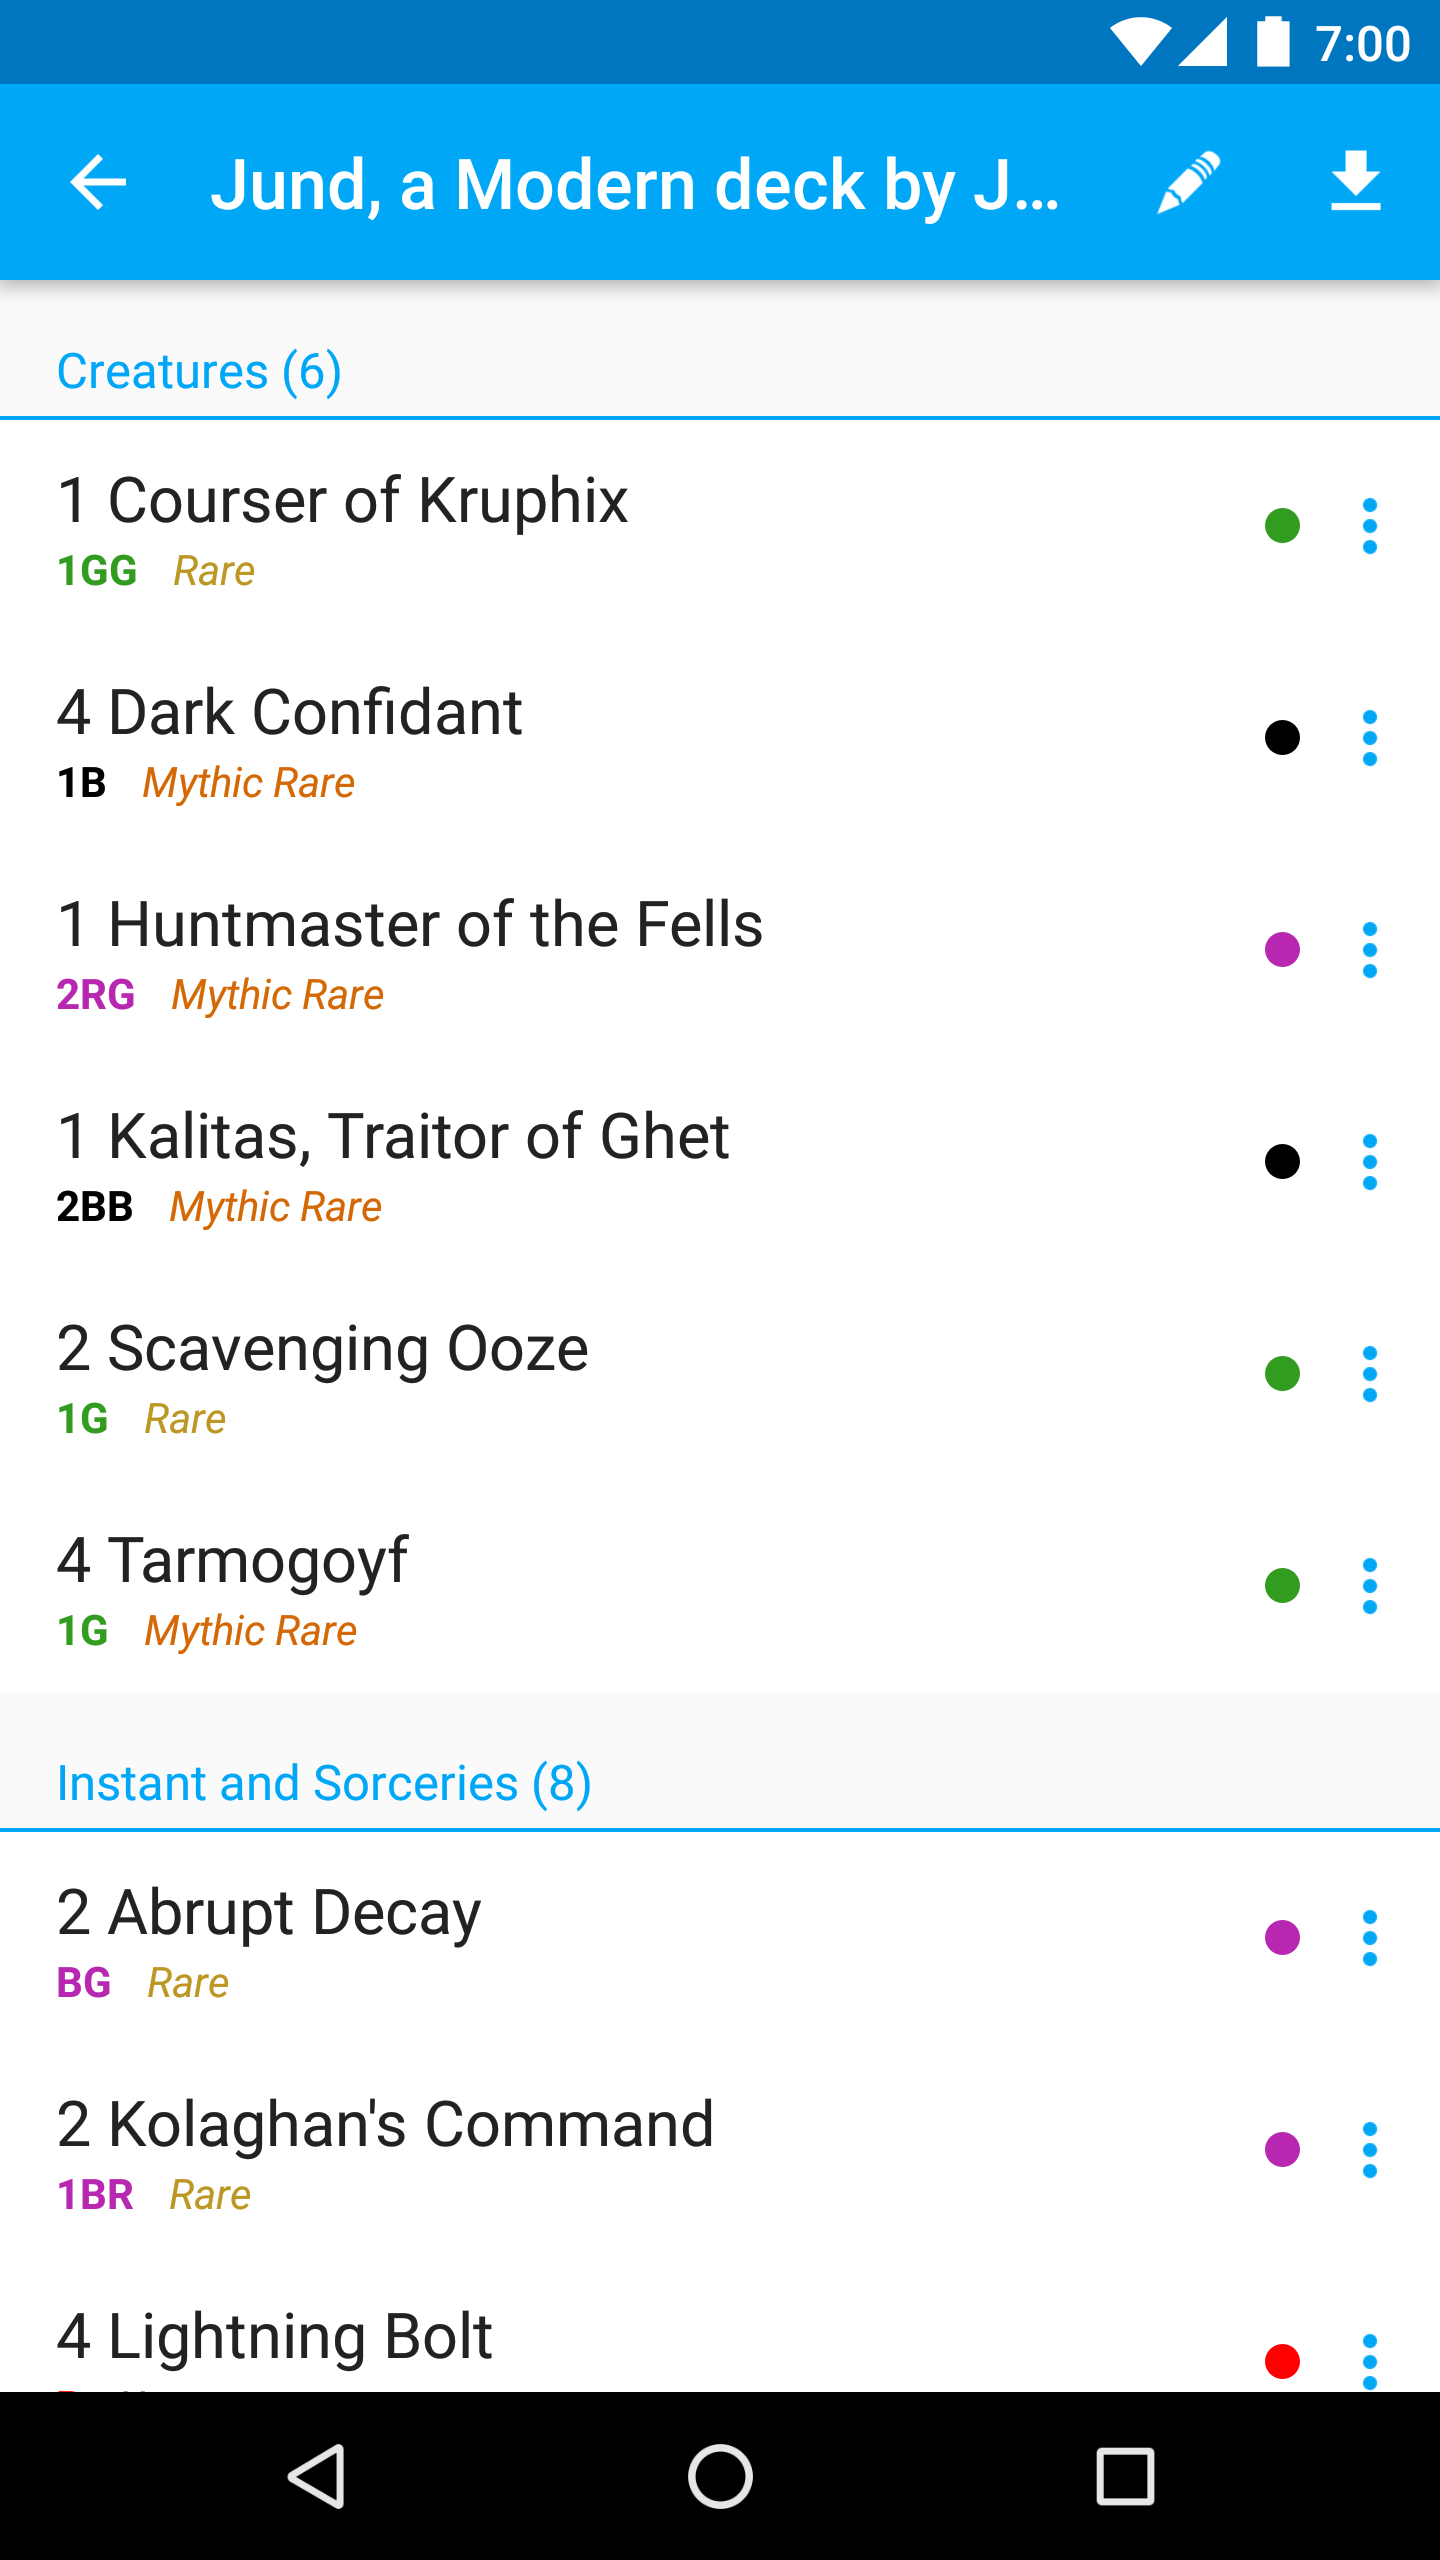 7:00
Jund, a Modern deck by J...
Creatures (6)
1 Courser of Kruphix
1GG Rare
4 Dark Confidant
1B Mythic Rare
1 Huntmaster of the Fells
2RG Mythic Rare
1 Kalitas, Traitor of Ghet
2BB Mythic Rare
2 Scavenging Ooze
1G Rare
4 Tarmogoyf
1G Mythic Rare
Instant and Sorceries (8)
2 Abrupt Decay
BG Rare
2 Kolaghan's Command
1BR Rare
4 Lightning Bolt